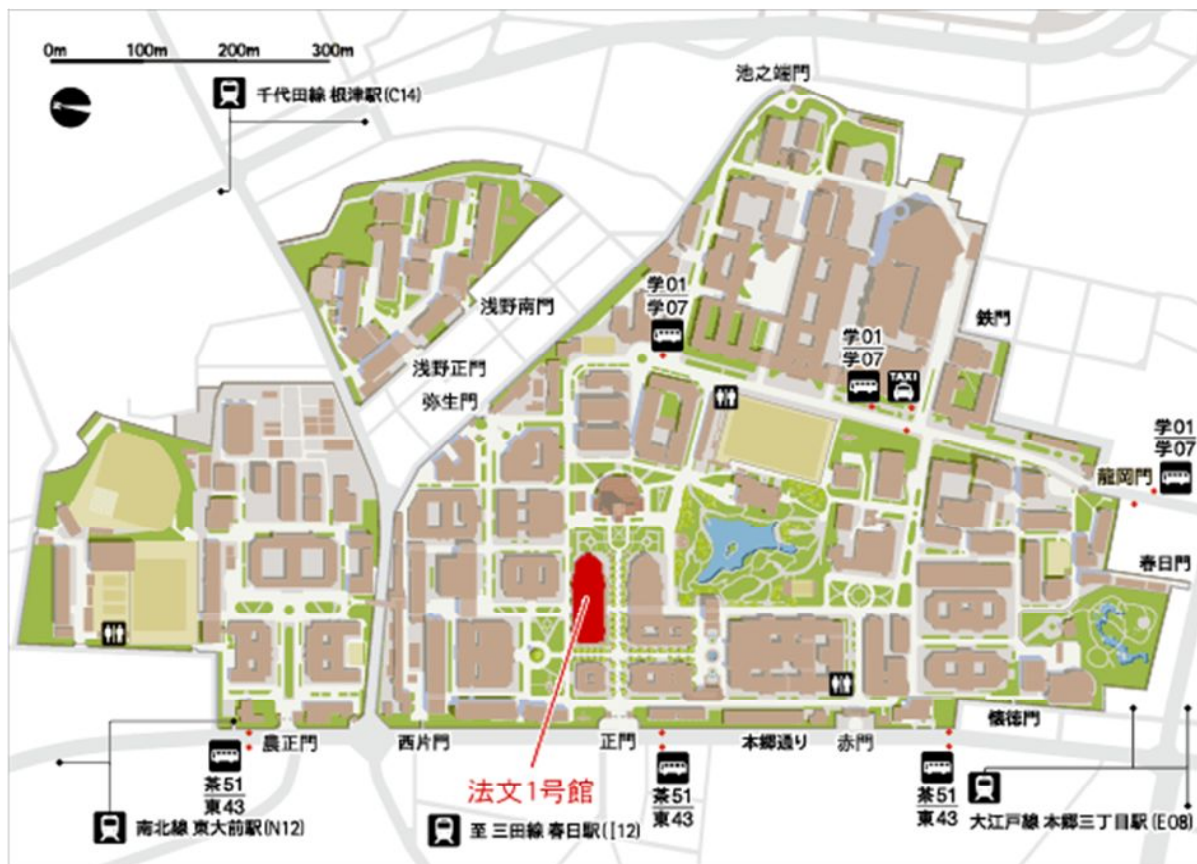 0m 100m 200m 300m
千代田線 根津駅(C14)
池之端門
浅野南門
浅野正門
弥生門
学01
学07
学01
学07
TAXI
鉄門
学01
学07
龍岡門
春日門
懐徳門
農正門
西片門
正門
本郷通り
赤門
茶51
東43
法文1号館
茶51
東43
茶51
東43
南北線 東大前駅(N12)
至 三田線 春日駅([12)
大江戸線 本郷三丁目駅(E08)